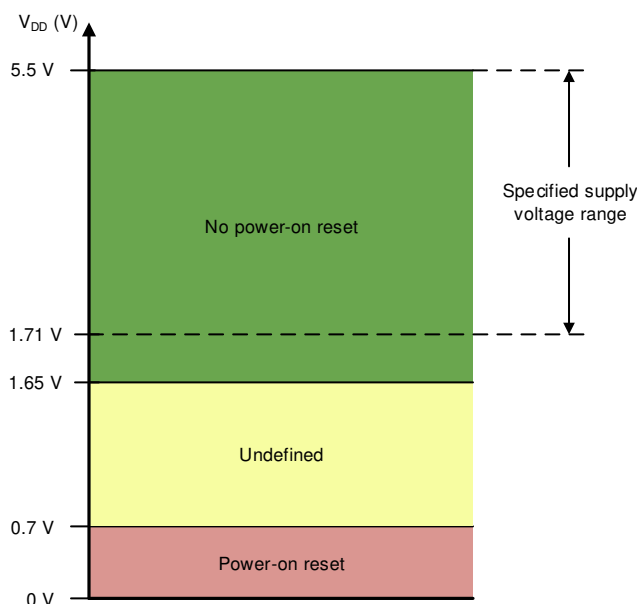 V_DD (V)
5.5 V
Specified supply
voltage range
No power-on reset
1.71 V
1.65 V
Undefined
0.7 V
Power-on reset
0 V